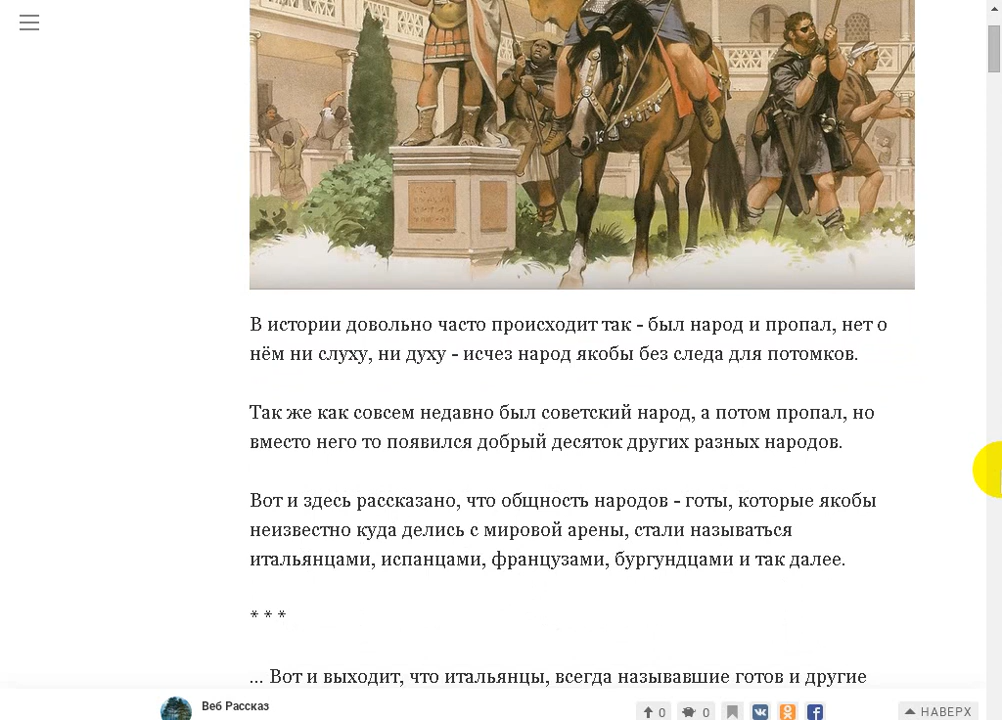 В истории довольно часто происходит так - был народ и пропал, нет о
нём ни слуху, ни духу - исчез народ якобы без следа для потомков.
Так же как совсем недавно был советский народ, а потом пропал, но
вместо него то появился добрый десяток других разных народов.
Вот и здесь рассказано, что общность народов - готы, которые якобы
неизвестно куда делись с мировой арены, стали называться
итальянцами, испанцами, французами, бургундцами и так далее.
* * *
... Вот и выходит, что итальянцы, всегда называвшие готов и другие
Веб Рассказ
0
0
НАВЕРХ